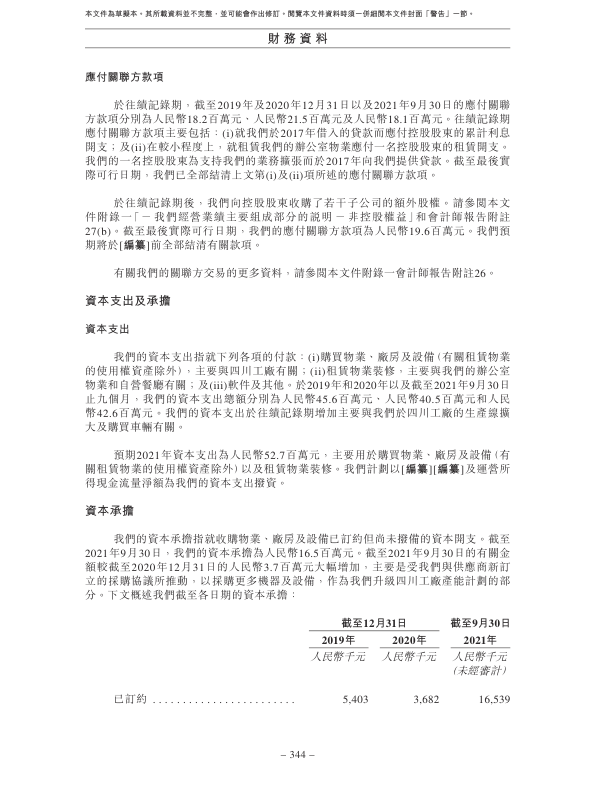 本文件為草擬本。其所載資料並不完整，並可能會作出修訂。閱覽本文件資料時須一併細閱本文件封面「警告」一節。
財務資料
應付關聯方款項
於往績記錄期，截至2019年及2020年12月31日以及2021年9月30日的應付關聯
方款項分別為人民幣18.2百萬元、人民幣21.5百萬元及人民幣18.1百萬元。往績記錄期
應付關聯方款項主要包括：(i)就我們於2017年借入的貸款而應付控股股東的累計利息
開支；及(ii)在較小程度上，就租賃我們的辦公室物業應付一名控股股東的租賃開支。
我們的一名控股股東為支持我們的業務擴張而於2017年向我們提供貸款。截至最後實
際可行日期，我們已全部結清上文第(i)及(ii)項所述的應付關聯方款項。
於往績記錄期後，我們向控股股東收購了若干子公司的額外股權。請參閱本文
件附錄一「－我們經營業績主要組成部分的說明－非控股權益」和會計師報告附註
27(b)。截至最後實際可行日期，我們的應付關聯方款項為人民幣19.6百萬元。我們預
期將於[編纂]前全部結清有關款項。
有關我們的關聯方交易的更多資料，請參閱本文件附錄一會計師報告附註26。
資本支出及承擔
資本支出
我們的資本支出指就下列各項的付款：(i)購買物業、廠房及設備（有關租賃物業
的使用權資產除外），主要與四川工廠有關；(ii)租賃物業裝修，主要與我們的辦公室
物業和自營餐廳有關；及(iii)軟件及其他。於2019年和2020年以及截至2021年9月30日
止九個月，我們的資本支出總額分別為人民幣45.6百萬元、人民幣40.5百萬元和人民
幣42.6百萬元。我們的資本支出於往績記錄期增加主要與我們於四川工廠的生產線擴
大及購買車輛有關。
預期2021年資本支出為人民幣52.7百萬元，主要用於購買物業、廠房及設備（有
關租賃物業的使用權資產除外）以及租賃物業裝修。我們計劃以[編纂][編纂]及運營所
得現金流量淨額為我們的資本支出撥資。
資本承擔
我們的資本承擔指就收購物業、廠房及設備已訂約但尚未撥備的資本開支。截至
2021年9月30日，我們的資本承擔為人民幣16.5百萬元。截至2021年9月30日的有關金
額較截至2020年12月31日的人民幣3.7百萬元大幅增加，主要是受我們與供應商新訂
立的採購協議所推動，以採購更多機器及設備，作為我們升級四川工廠產能計劃的部
分。下文概述我們截至各日期的資本承擔：
截至12月31日 截至9月30日
2019年 2020年 2021年
人民幣千元 人民幣千元 人民幣千元
（未經審計）
已訂約 ........................ 5,403 3,682 16,539
– 344 –